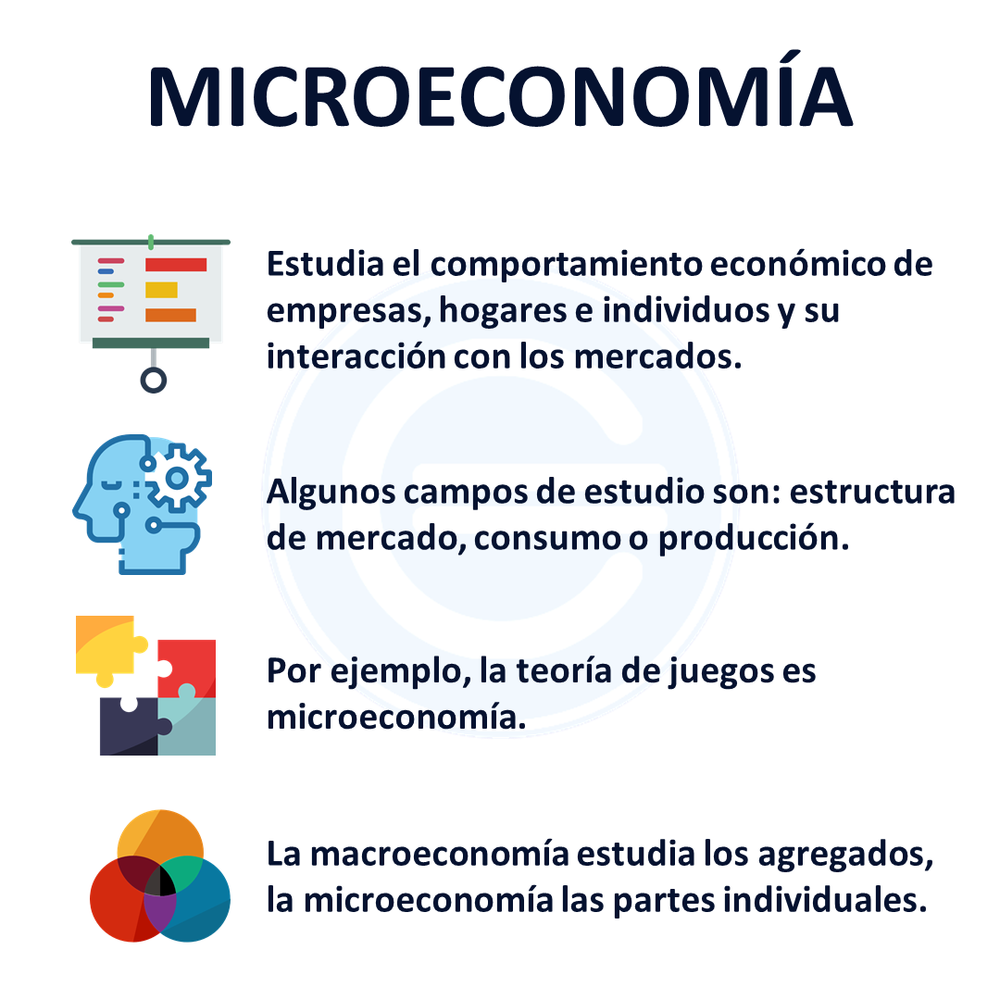 MICROECONOMÍA
Estudia el comportamiento económico de
empresas, hogares e individuos y su
interacción con los mercados.
Algunos campos de estudio son: estructura
de mercado, consumo o producción.
Por ejemplo, la teoría de juegos es
microeconomía.
La macroeconomía estudia los agregados,
la microeconomía las partes individuales.